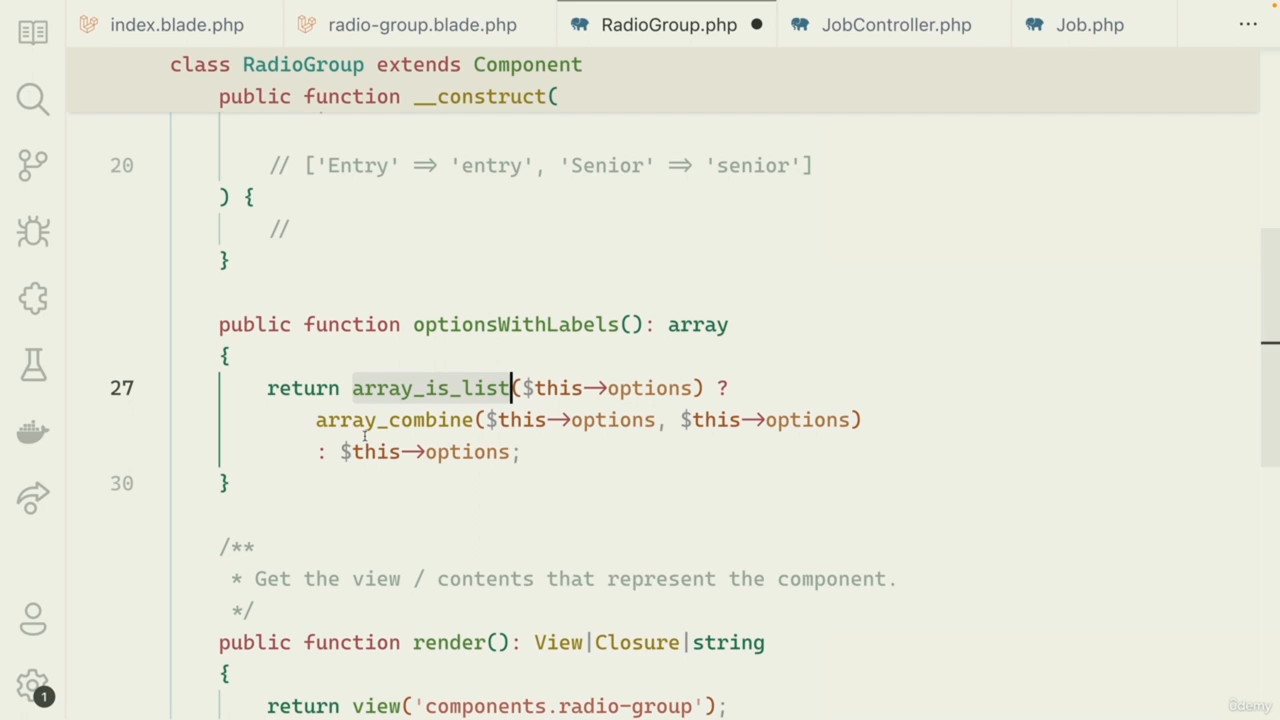 index.blade.php radio-group.blade.php RadioGroup.php JobController.php Job.php ...
class RadioGroup extends Component
public function __construct(
20 // ['Entry' => 'entry', 'Senior' => 'senior']
) {
//
}
public function optionsWithLabels(): array
{
27 return array_is_list($this->options) ?
array_combine($this->options, $this->options)
: $this->options;
30 }
/**
* Get the view / contents that represent the component.
*/
public function render(): View|Closure|string
{
return view('components.radio-group');
1
ûdemy